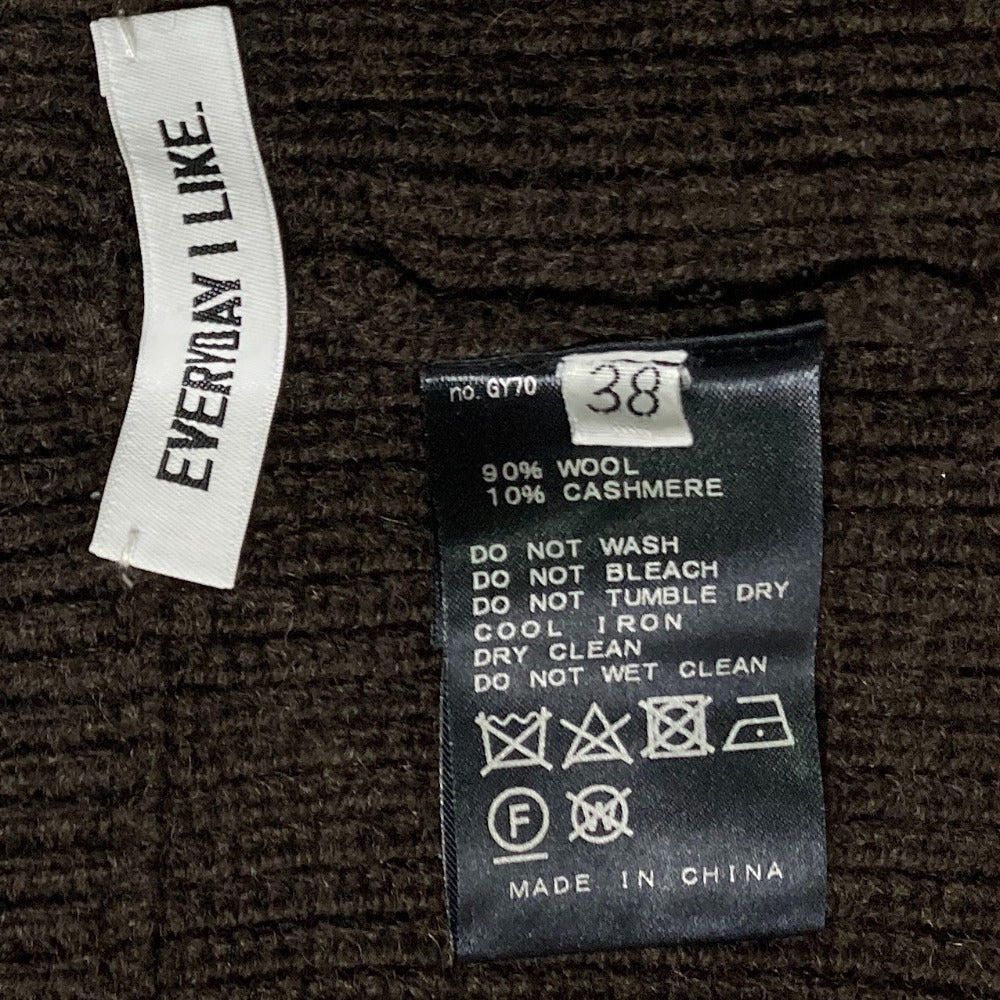 EVERYDAY I LIKE.
no. GY70
38
90% WOOL
10% CASHMERE
DO NOT WASH
DO NOT BLEACH
DO NOT TUMBLE DRY
COOL IRON
DRY CLEAN
DO NOT WET CLEAN
F W
MADE IN CHINA